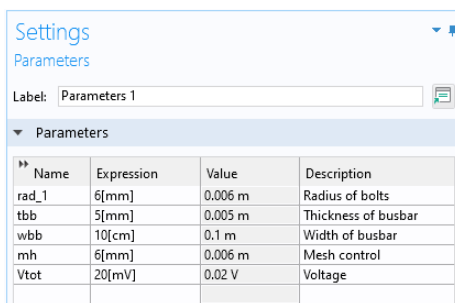 Settings
Parameters
Label: Parameters 1
Parameters
Name Expression Value Description
rad_1 6[mm] 0.006 m Radius of bolts
tbb 5[mm] 0.005 m Thickness of busbar
wbb 10[cm] 0.1 m Width of busbar
mh 6[mm] 0.006 m Mesh control
Vtot 20[mV] 0.02 V Voltage